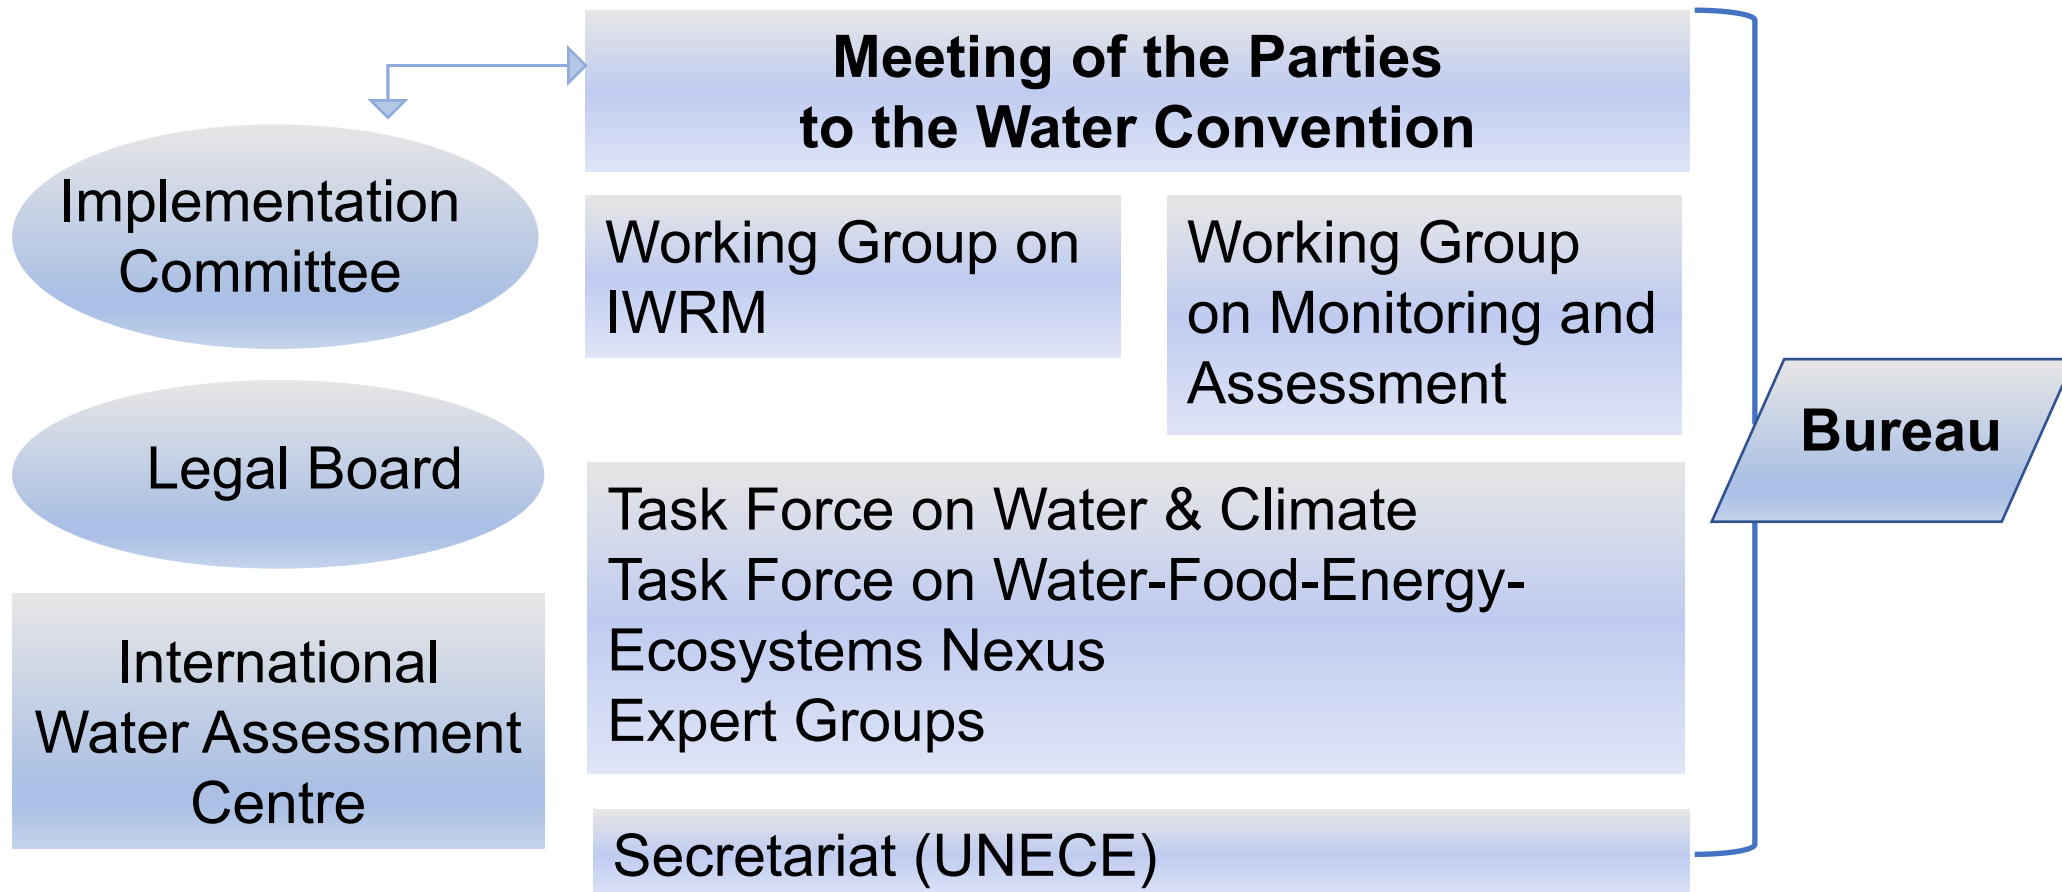 Meeting of the Parties
to the Water Convention
Implementation
Committee
Working Group on
IWRM
Working Group
on Monitoring and
Assessment
Bureau
Legal Board
Task Force on Water & Climate
Task Force on Water-Food-Energy-
Ecosystems Nexus
Expert Groups
International
Water Assessment
Centre
Secretariat (UNECE)